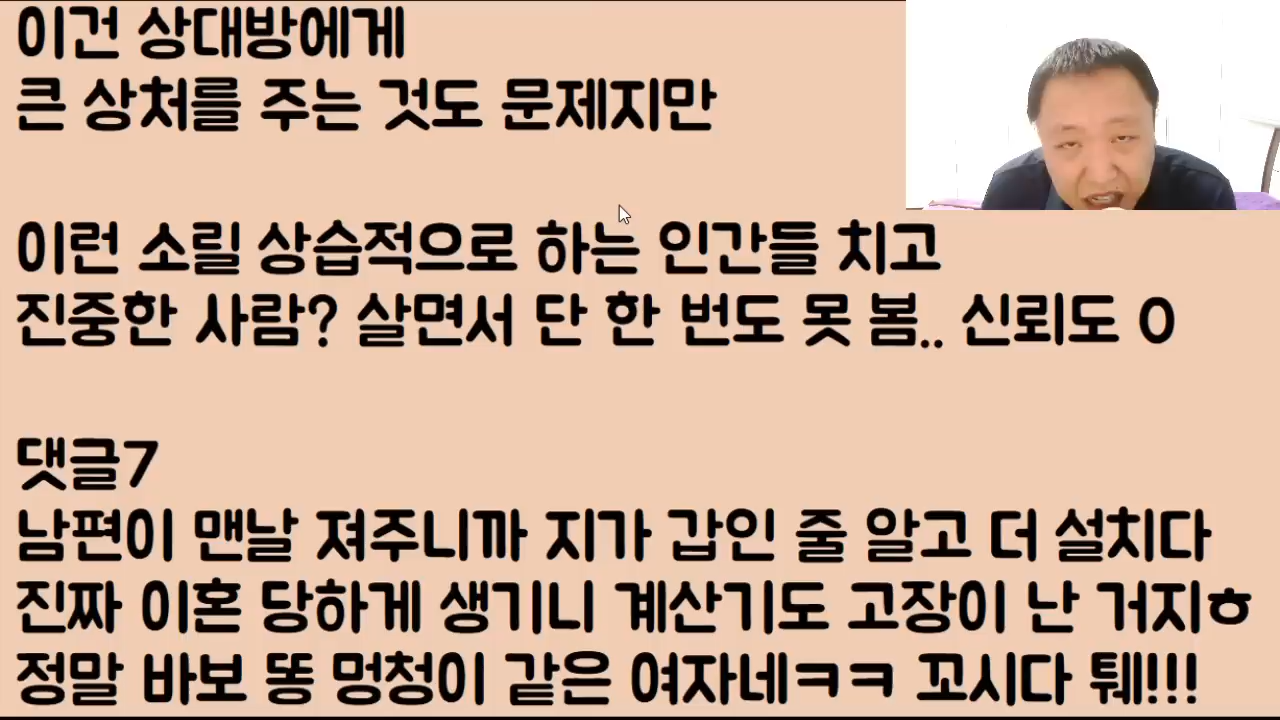 이건 상대방에게
큰 상처를 주는 것도 문제지만
이런 소릴 상습적으로 하는 인간들 치고
진중한 사람? 살면서 단 한 번도 못 봄.. 신뢰도 0
댓글7
남편이 맨날 져주니까 지가 갑인 줄 알고 더 설치다
진짜 이혼 당하게 생기니 계산기도 고장이 난 거지ㅎ
정말 바보 똥 멍청이 같은 여자네ㅋㅋ 꼬시다 퉤!!!